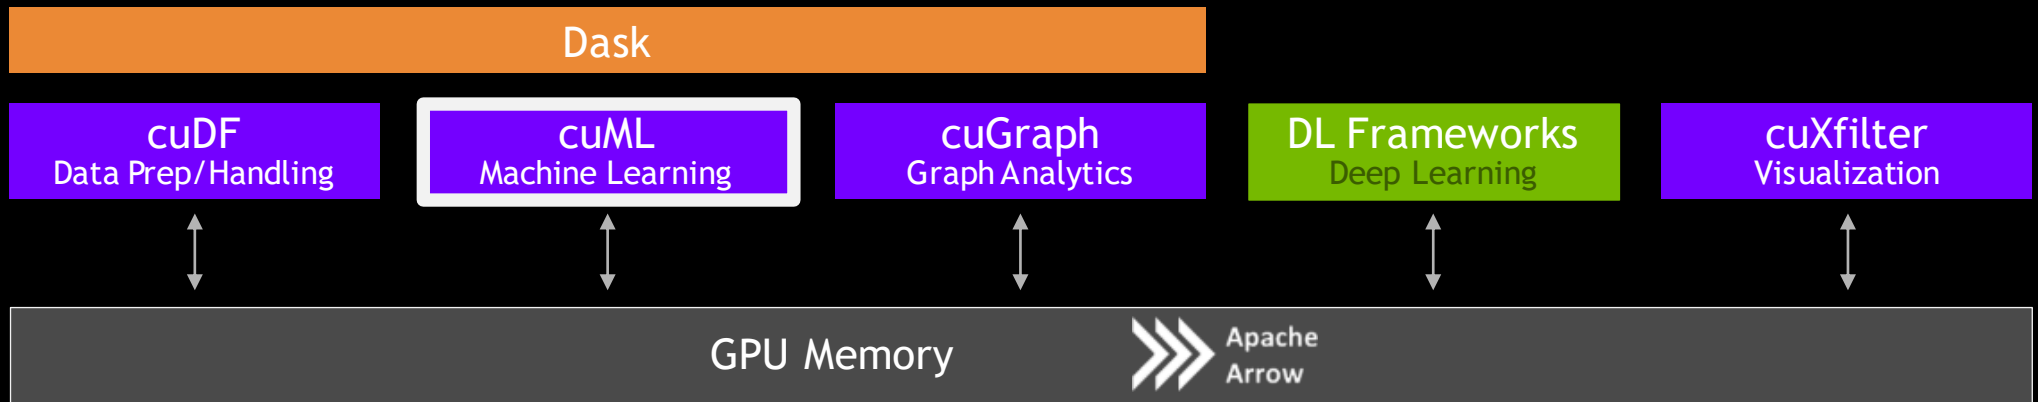 Dask
cuDF
Data Prep/Handling
cuML
Machine Learning
cuGraph
Graph Analytics
DL Frameworks
Deep Learning
cuXfilter
Visualization
GPU Memory
Apache
Arrow